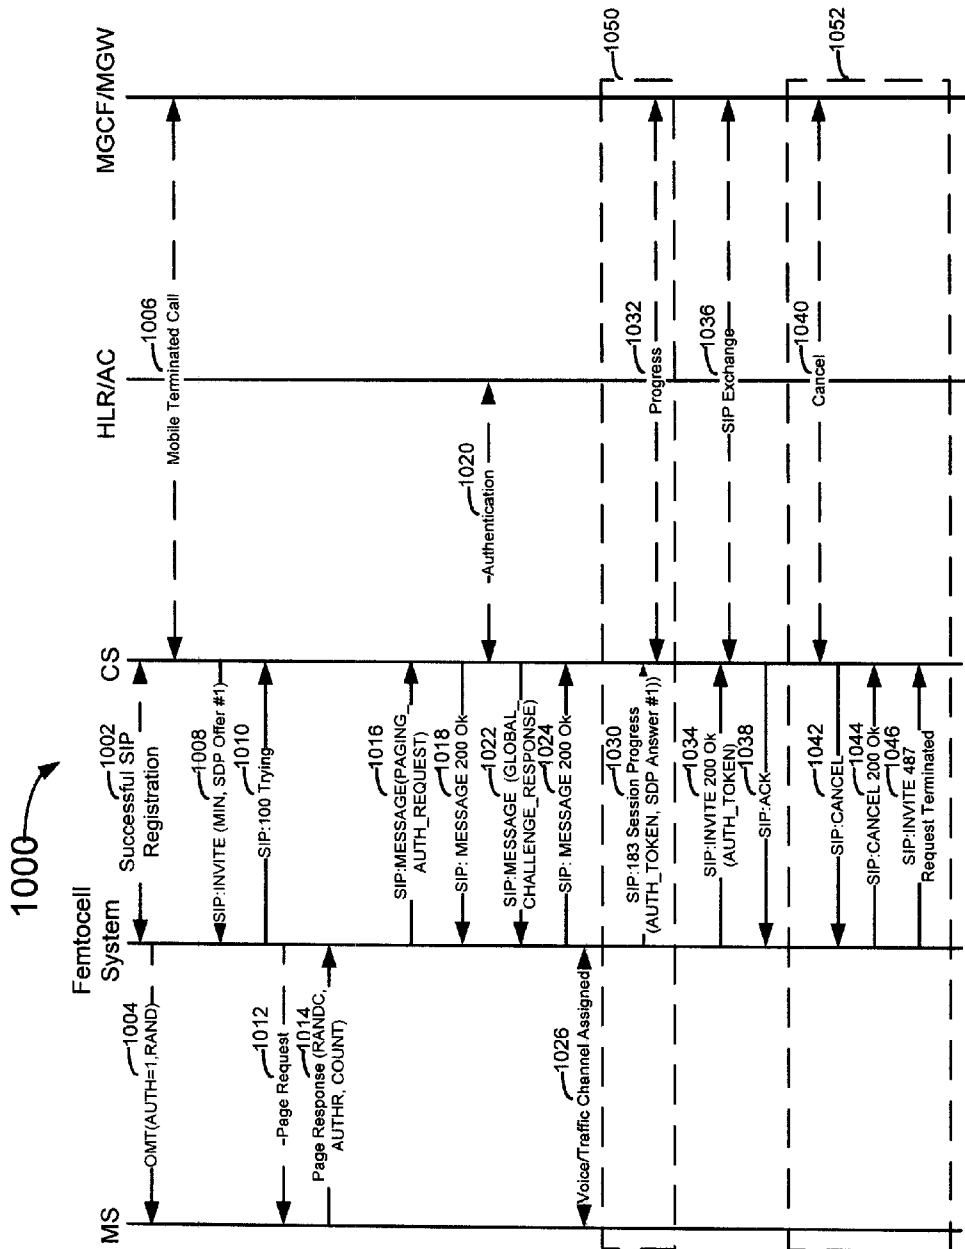 1000
MS
Femtocell
System
CS
HLR/AC
MGCF/MGW
1002
Successful SIP
Registration
1004
OMT(AUTH=1,RAND)
1006
Mobile Terminated Call
1008
SIP:INVITE (MIN, SDP Offer #1)
1010
SIP:100 Trying
1012
Page Request
1014
Page Response (RANDC,
AUTHR, COUNT)
1016
SIP:MESSAGE(PAGING_
AUTH_REQUEST)
1018
SIP: MESSAGE 200 Ok
1020
Authentication
1022
SIP:MESSAGE (GLOBAL_
CHALLENGE_RESPONSE)
1024
SIP: MESSAGE 200 Ok
1026
Voice/Traffic Channel Assigned
1050
1030
SIP:183 Session Progress
(AUTH_TOKEN, SDP Answer #1))
1032
Progress
1034
SIP:INVITE 200 Ok
(AUTH_TOKEN)
1036
SIP Exchange
1038
SIP:ACK
1052
1040
Cancel
1042
SIP:CANCEL
1044
SIP:CANCEL 200 Ok
1046
SIP:INVITE 487
Request Terminated